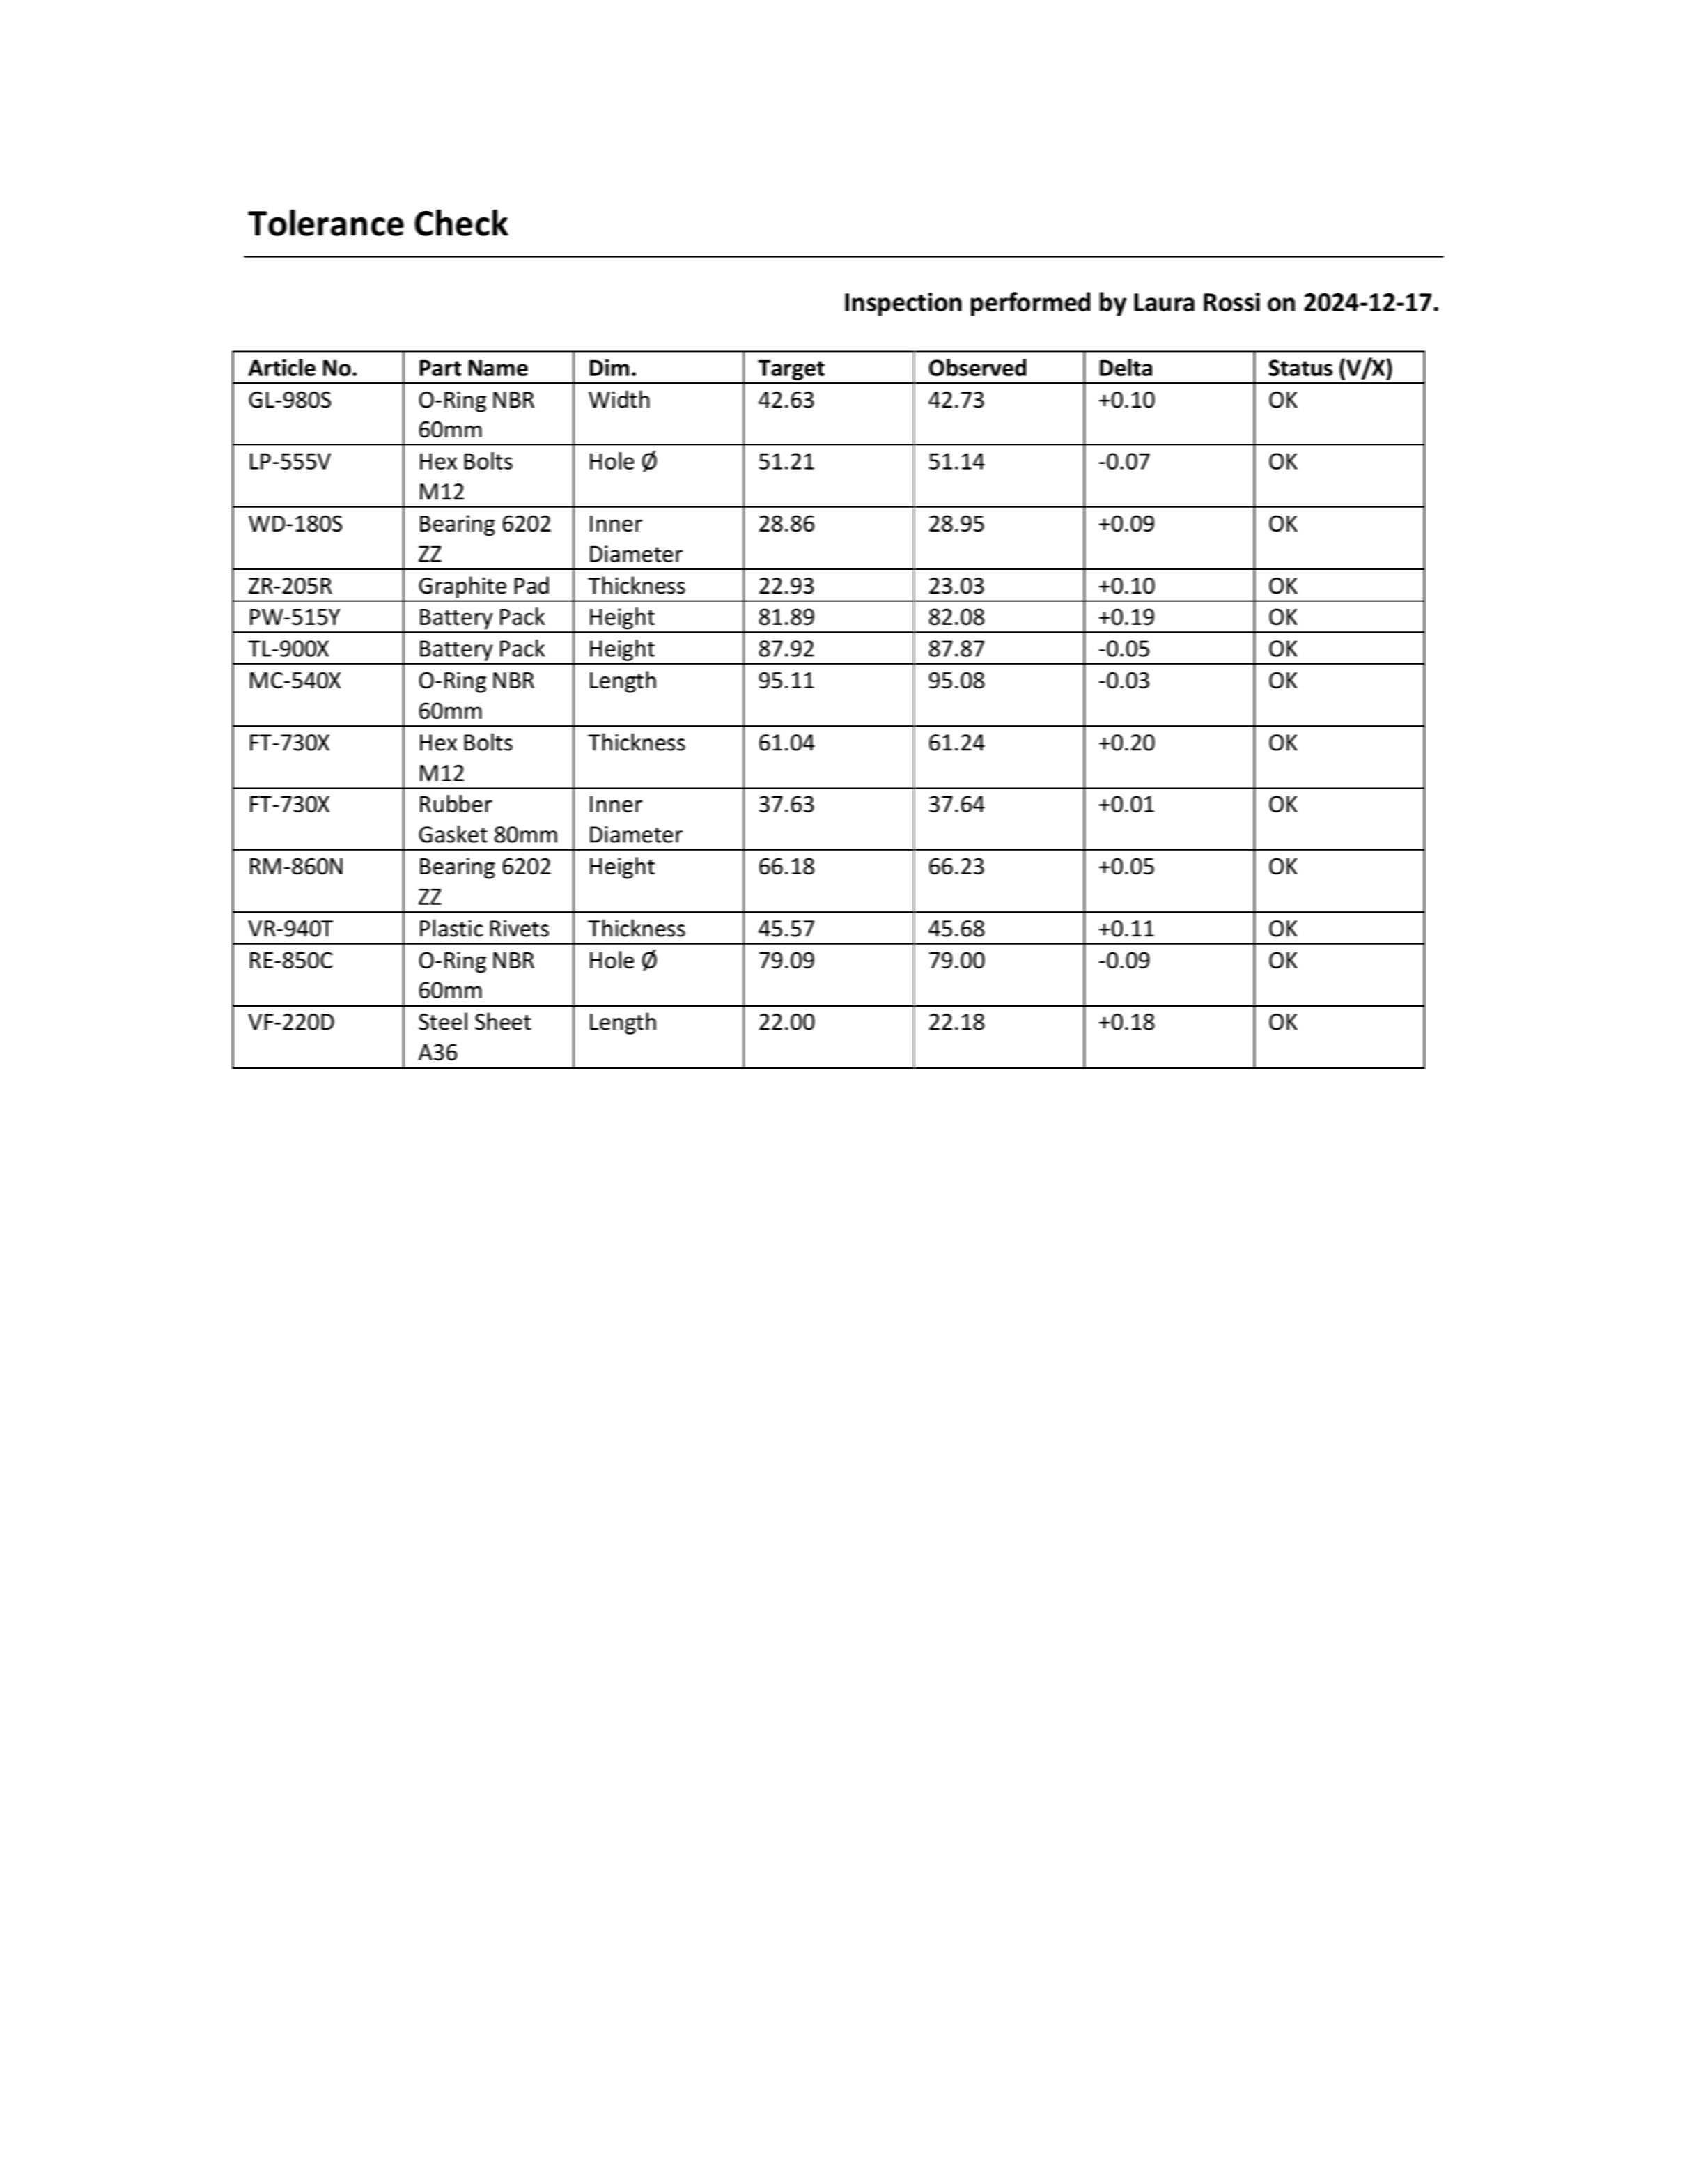 Tolerance Check
Inspection performed by Laura Rossi on 2024-12-17.
Article No. Part Name Dim. Target Observed Delta Status (V/X)
GL-980S O-Ring NBR 60mm Width 42.63 42.73 +0.10 OK
LP-555V Hex Bolts M12 Hole Ø 51.21 51.14 -0.07 OK
WD-180S Bearing 6202 ZZ Inner Diameter 28.86 28.95 +0.09 OK
ZR-205R Graphite Pad Thickness 22.93 23.03 +0.10 OK
PW-515Y Battery Pack Height 81.89 82.08 +0.19 OK
TL-900X Battery Pack Height 87.92 87.87 -0.05 OK
MC-540X O-Ring NBR 60mm Length 95.11 95.08 -0.03 OK
FT-730X Hex Bolts M12 Thickness 61.04 61.24 +0.20 OK
FT-730X Rubber Gasket 80mm Inner Diameter 37.63 37.64 +0.01 OK
RM-860N Bearing 6202 ZZ Height 66.18 66.23 +0.05 OK
VR-940T Plastic Rivets Thickness 45.57 45.68 +0.11 OK
RE-850C O-Ring NBR 60mm Hole Ø 79.09 79.00 -0.09 OK
VF-220D Steel Sheet A36 Length 22.00 22.18 +0.18 OK